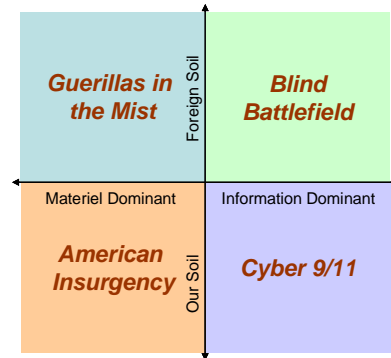 Guerillas in
the Mist
Foreign Soil
Blind
Battlefield
Materiel Dominant
Information Dominant
American
Insurgency
Our Soil
Cyber 9/11